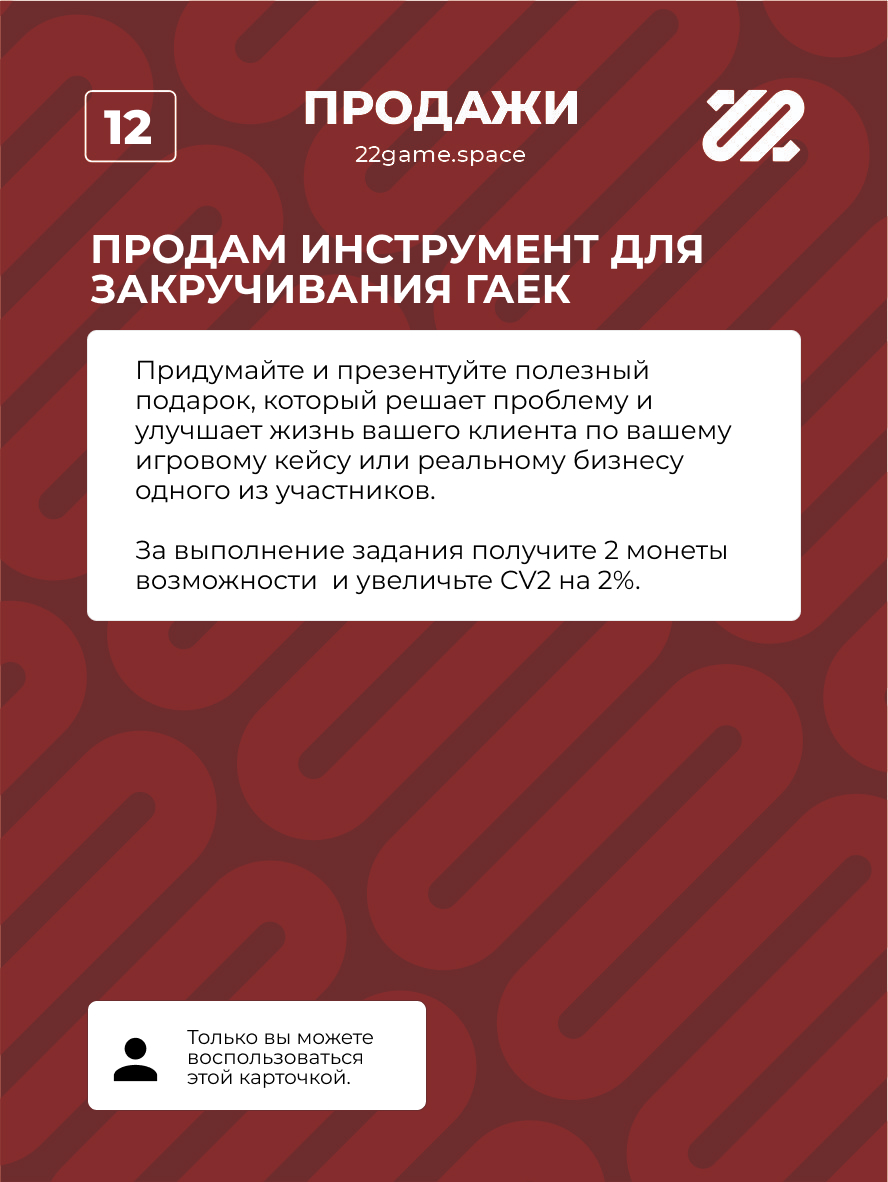 12
ПРОДАЖИ
22game.space
ПРОДАМ ИНСТРУМЕНТ ДЛЯ
ЗАКРУЧИВАНИЯ ГАЕК
Придумайте и презентуйте полезный
подарок, который решает проблему и
улучшает жизнь вашего клиента по вашему
игровому кейсу или реальному бизнесу
одного из участников.
За выполнение задания получите 2 монеты
возможности  и увеличьте CV2 на 2%.
Только вы можете
воспользоваться
этой карточкой.